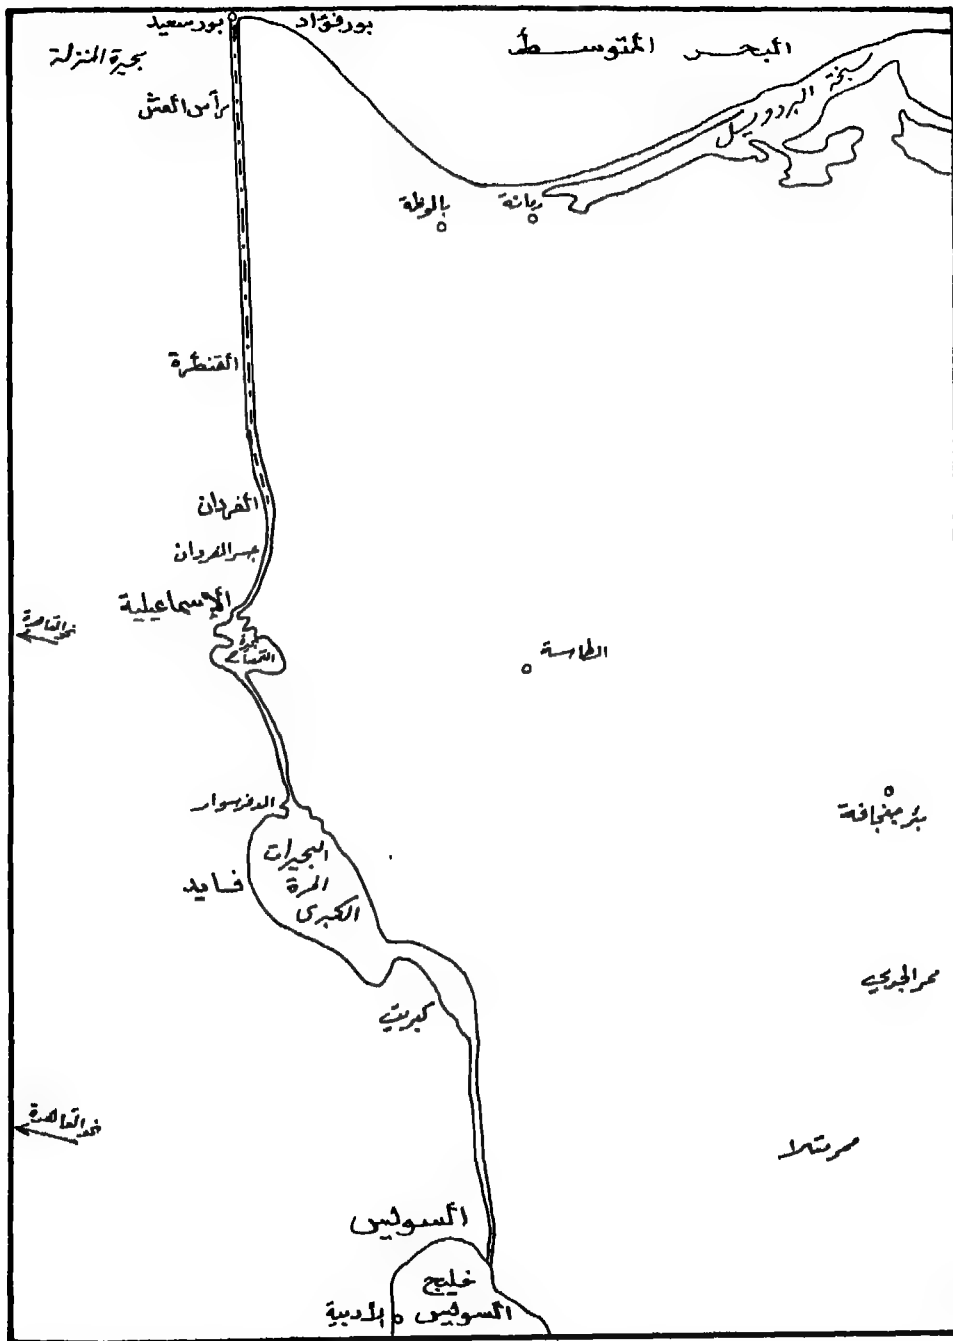 بورسعيد
بورفؤاد
البحر المتوسط
بحيرة المنزلة
سبخة البردويل
رأس العش
بالوظة
رمانة
القنطرة
الفردان
جسر الفردان
الإسماعيلية
نحو القاهرة
بحيرة
التمساح
الطاسة
الدفرسوار
بئر جفجافة
البحيرات
المرة
الكبرى
فايد
ممر الجدي
كبريت
نحو القاهرة
ممر متلا
السويس
خليج
السويس
الأدبية